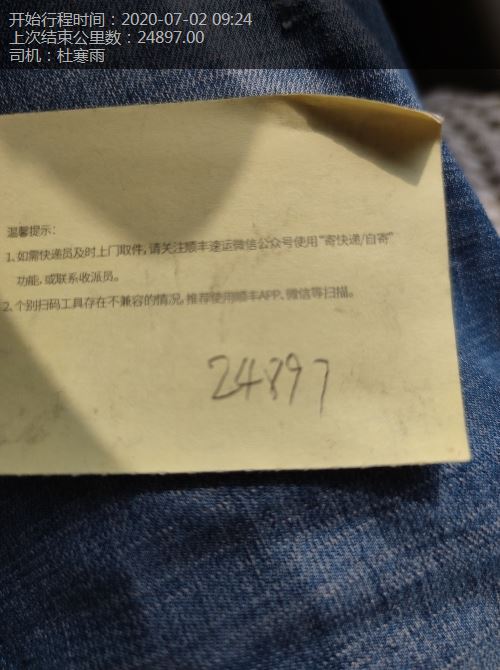 开始行程时间：2020-07-02 09:24
上次结束公里数：24897.00
司机：杜寒雨
温馨提示：
1、如需快递员及时上门取件，请关注顺丰速运微信公众号使用“寄快递/自寄”
功能，或联系收派员。
2、个别扫码工具存在不兼容的情况，推荐使用顺丰APP、微信等扫描。
24897